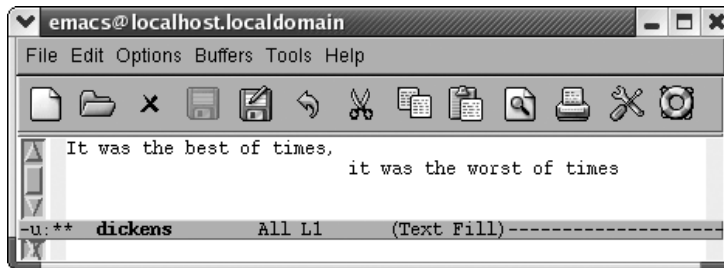 emacs@localhost.localdomain
File Edit Options Buffers Tools Help
It was the best of times,
it was the worst of times
-u:** dickens All L1 (Text Fill)---------------------